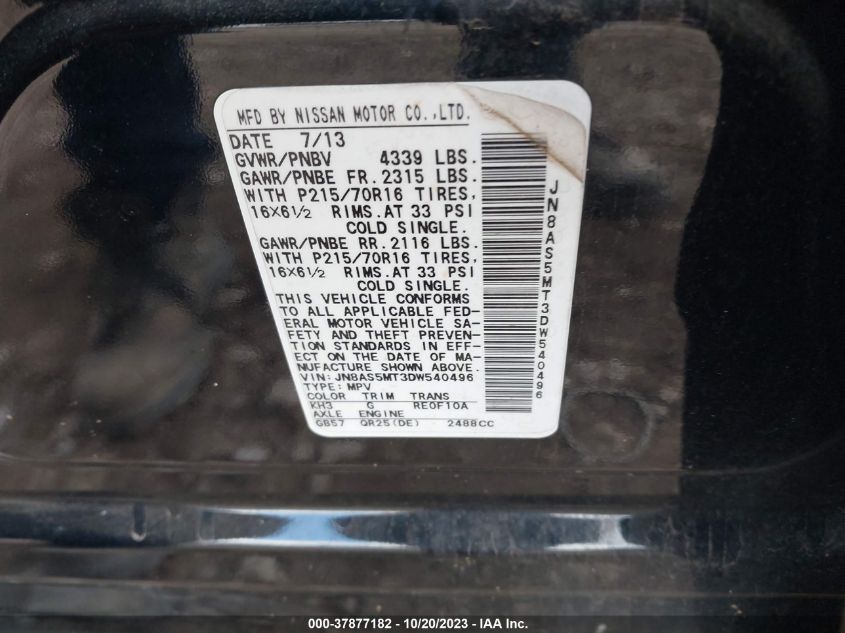 MFD BY NISSAN MOTOR CO.,LTD.
DATE 7/13
GVWR/PNBV 4339 LBS.
GAWR/PNBE FR. 2315 LBS.
WITH P215/70R16 TIRES,
16X6½ RIMS. AT 33 PSI
COLD SINGLE.
GAWR/PNBE RR. 2116 LBS.
WITH P215/70R16 TIRES,
16X6½ RIMS. AT 33 PSI
COLD SINGLE.
THIS VEHICLE CONFORMS
TO ALL APPLICABLE FED-
ERAL MOTOR VEHICLE SA-
FETY AND THEFT PREVEN-
TION STANDARDS IN EFF-
ECT ON THE DATE OF MA-
NUFACTURE SHOWN ABOVE.
VIN: JN8AS5MT3DW540496
TYPE: MPV
COLOR TRIM TRANS
KH3 G RE0F10A
AXLE ENGINE
GB57 QR25(DE) 2488CC
JN8AS5MT3DW540496
000-37877182 - 10/20/2023 - IAA Inc.